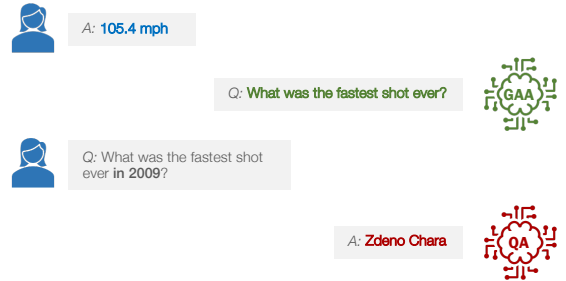 A: 105.4 mph
Q: What was the fastest shot ever?
GAA
Q: What was the fastest shot
ever in 2009?
A: Zdeno Chara
QA